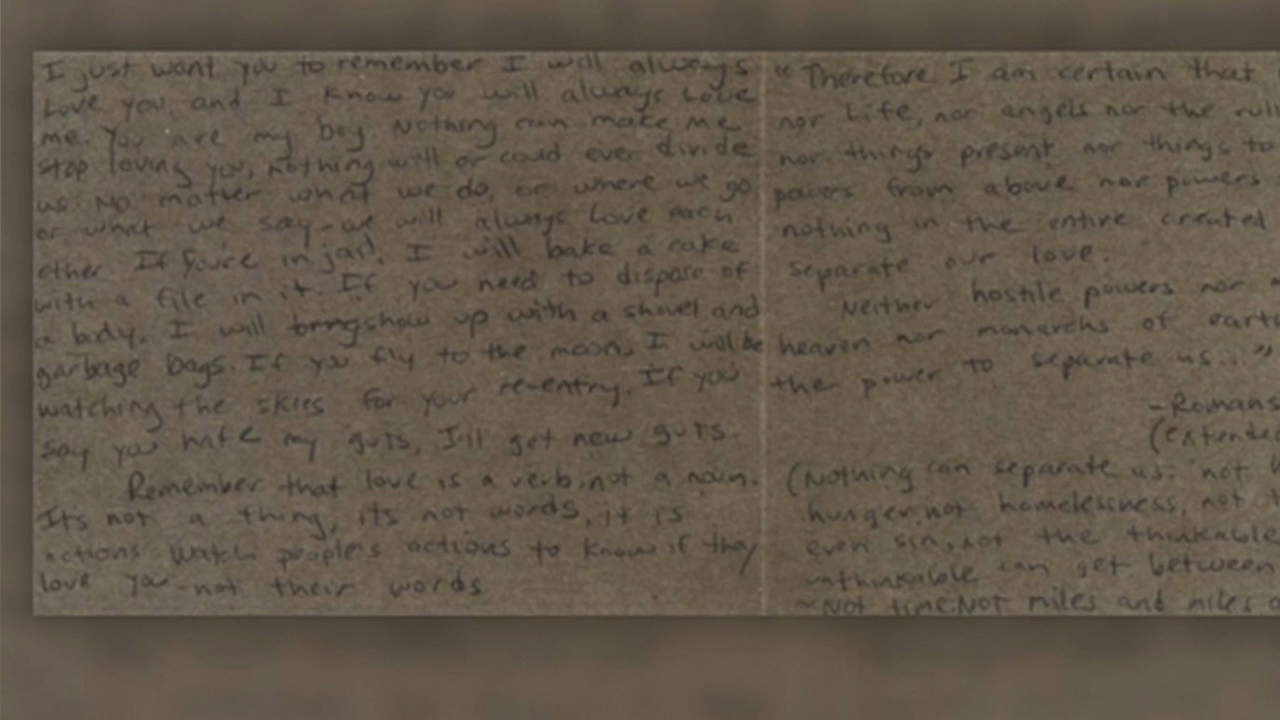 I just want you to remember I will always
Love you, and I know you will always Love
me. You are my boy. Nothing can make me
stop loving you, nothing will or could ever divide
us. No matter what we do, or where we go
or what we say - we will always Love each
other. If you're in jail, I will bake a cake
with a file in it. If you need to dispose of
a body, I will show up with a shovel and
garbage bags. If you fly to the moon, I will be
watching the skies for your re-entry. If you
say you hate my guts, I'll get new guts.
Remember that love is a verb, not a noun.
It's not a thing, its not words, it is
actions. Watch people's actions to know if they
love you - not their words
"Therefore I am certain that
nor Life, nor angels nor the
nor things present nor things to
powers from above nor powers
nothing in the entire created
separate our love.
Neither hostile powers nor
heaven nor monarchs of
the power to separate us..."
- Romans
(Nothing can separate us. not
hunger, not homelessness, not
even sin, not the thinkable
unthinkable can get between
~Not time. Not miles and miles